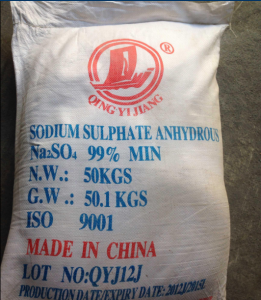 ®
QING YI JIANG
SODIUM SULPHATE ANHYDROUS
Na₂SO₄ 99% MIN
N.W.: 50KGS
G.W.: 50.1 KGS
ISO 9001
MADE IN CHINA
LOT NO:QYJ12J
PRODUCTION DATE/EXPIRY DATE: